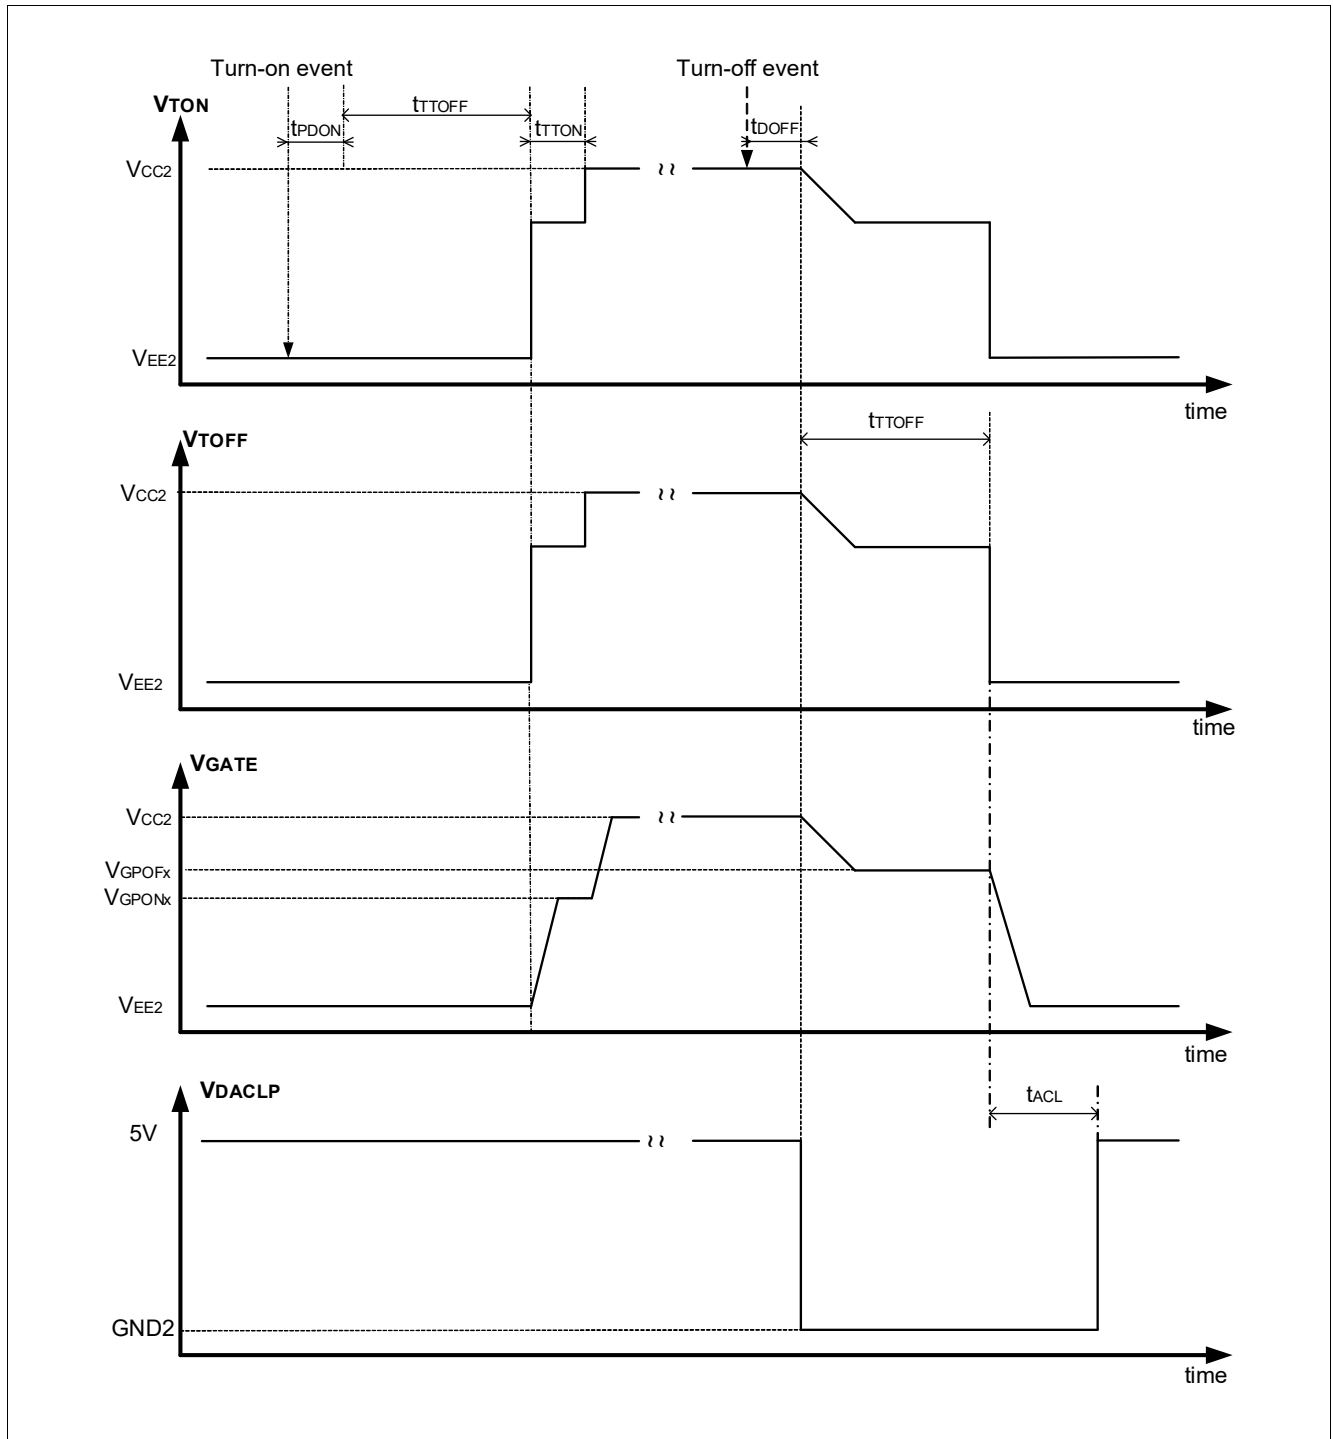 Turn-on event
Turn-off event
VTON
tTTOFF
tPDON
tTTON
tDOFF
VCC2
VEE2
time
VTOFF
tTTOFF
VCC2
VEE2
time
VGATE
VCC2
VGPOFx
VGPONx
VEE2
time
VDACLP
tACL
5V
GND2
time